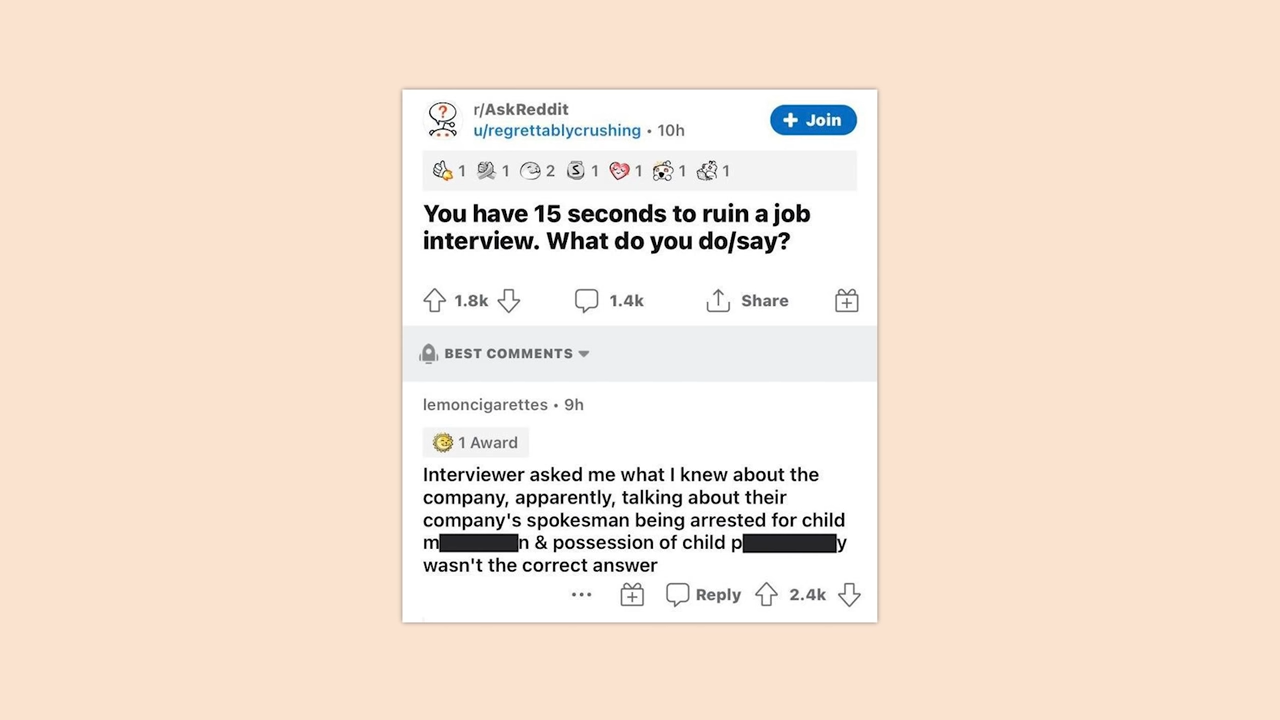 r/AskReddit
u/regrettablycrushing • 10h
+ Join
1 1 2 1 1 1 1
You have 15 seconds to ruin a job
interview. What do you do/say?
1.8k 1.4k Share
BEST COMMENTS
lemoncigarettes • 9h
1 Award
Interviewer asked me what I knew about the
company, apparently, talking about their
company's spokesman being arrested for child
m n & possession of child p y
wasn't the correct answer
... Reply 2.4k